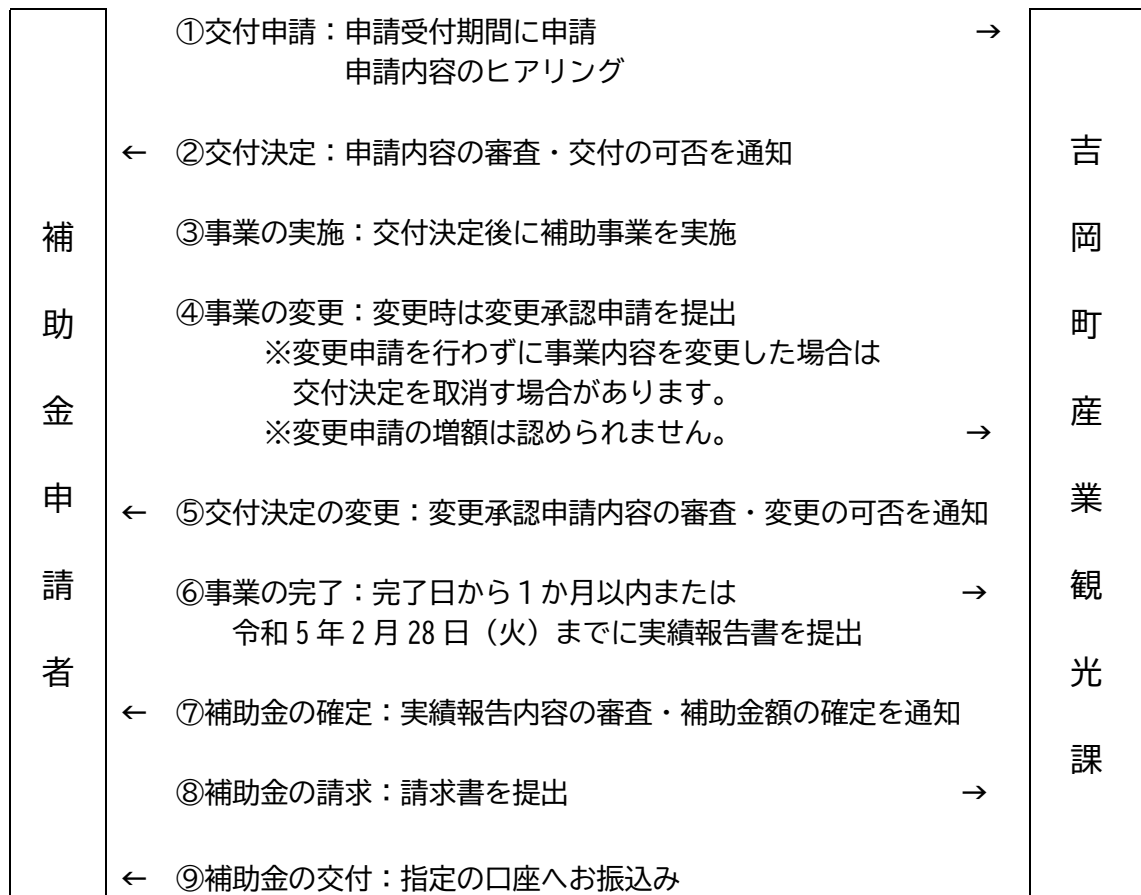 補助金申請者
①交付申請：申請受付期間に申請 →
申請内容のヒアリング
← ②交付決定：申請内容の審査・交付の可否を通知
③事業の実施：交付決定後に補助事業を実施
④事業の変更：変更時は変更承認申請を提出
※変更申請を行わずに事業内容を変更した場合は
交付決定を取消す場合があります。
※変更申請の増額は認められません。 →
← ⑤交付決定の変更：変更承認申請内容の審査・変更の可否を通知
⑥事業の完了：完了日から１か月以内または →
令和５年２月28日（火）までに実績報告書を提出
← ⑦補助金の確定：実績報告内容の審査・補助金額の確定を通知
⑧補助金の請求：請求書を提出 →
← ⑨補助金の交付：指定の口座へお振込み
吉岡町産業観光課